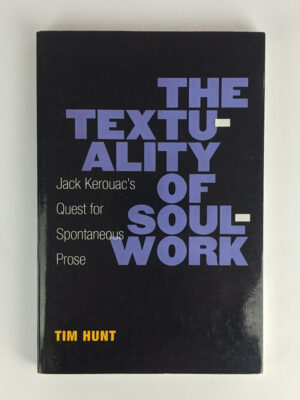 THE
TEXTU-
ALITY
OF
SOUL-
WORK
Jack Kerouac's
Quest for
Spontaneous
Prose
TIM HUNT